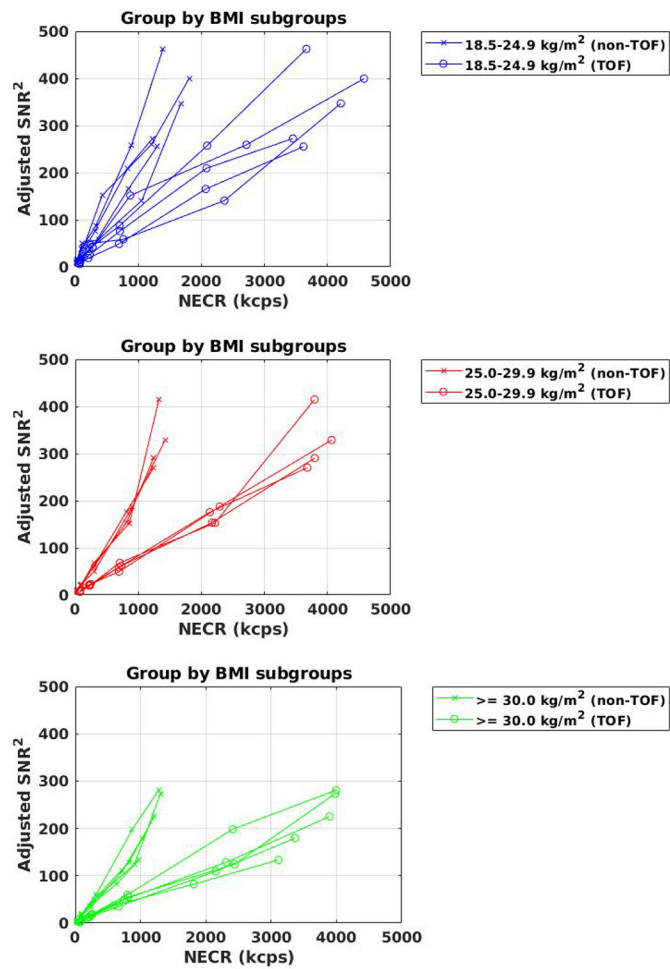 Group by BMI subgroups
500
400
300
200
100
0
Adjusted SNR²
0 1000 2000 3000 4000 5000
NECR (kcps)
18.5-24.9 kg/m² (non-TOF)
18.5-24.9 kg/m² (TOF)
Group by BMI subgroups
500
400
300
200
100
0
Adjusted SNR²
0 1000 2000 3000 4000 5000
NECR (kcps)
25.0-29.9 kg/m² (non-TOF)
25.0-29.9 kg/m² (TOF)
Group by BMI subgroups
500
400
300
200
100
0
Adjusted SNR²
0 1000 2000 3000 4000 5000
NECR (kcps)
>= 30.0 kg/m² (non-TOF)
>= 30.0 kg/m² (TOF)